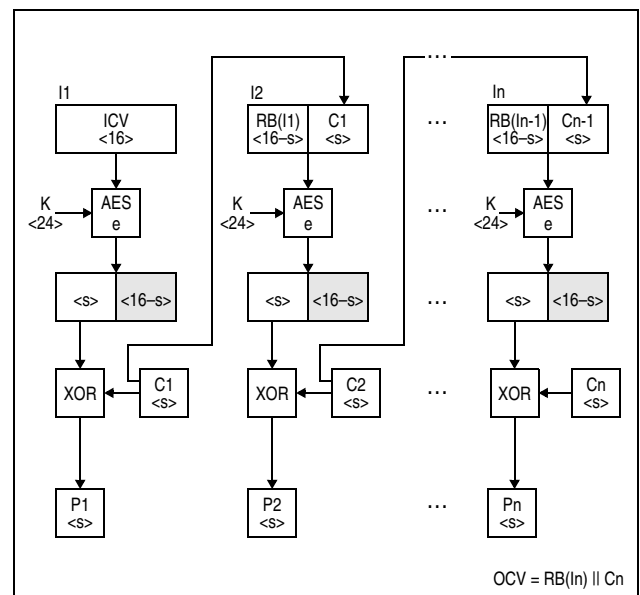 ...
I1 I2 In
ICV RB(I1) C1 ... RB(In-1) Cn-1
<16> <16–s> <s> <16–s> <s>
K AES K AES ... K AES
<24> e <24> e <24> e
<s> <16–s> <s> <16–s> ... <s> <16–s>
XOR C1 XOR C2 ... XOR Cn
<s> <s> <s>
P1 P2 ... Pn
<s> <s> <s>
OCV = RB(In) || Cn